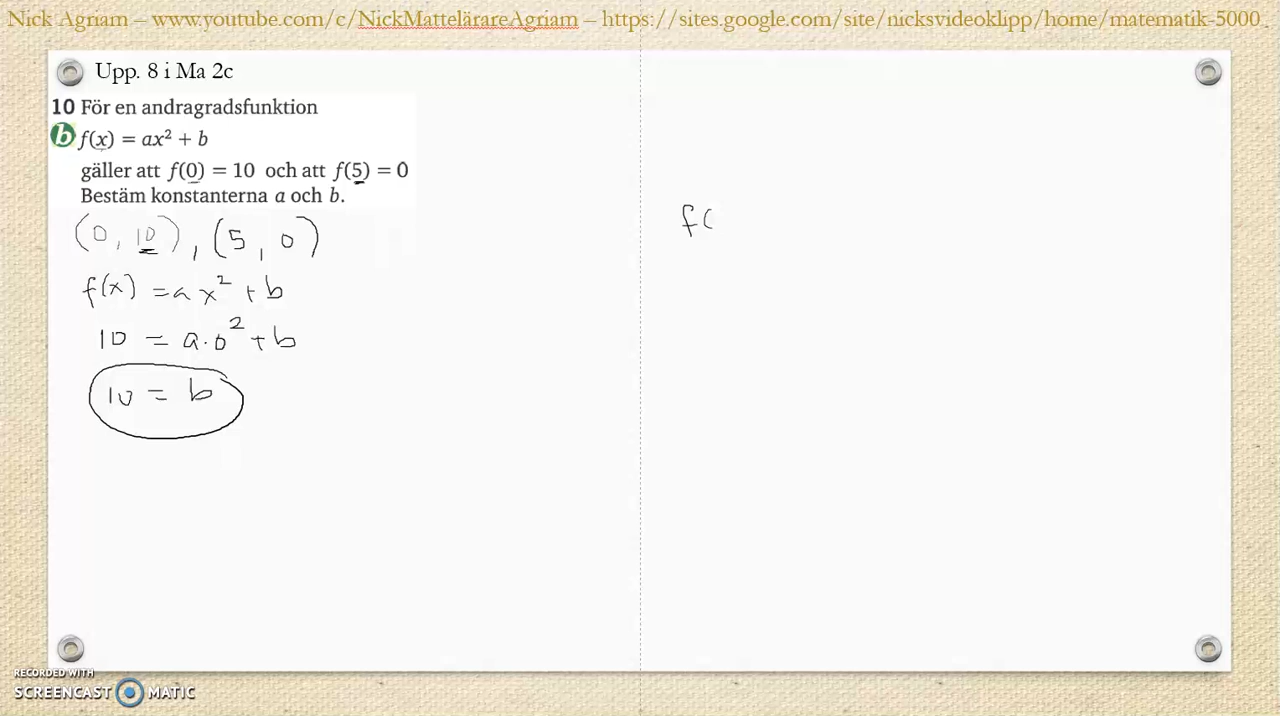 Nick Agriam – www.youtube.com/c/NickMattelärareAgriam – https://sites.google.com/site/nicksvideoklipp/home/matematik-5000
Upp. 8 i Ma 2c
10 För en andragradsfunktion
b f(x) = ax² + b
gäller att f(0) = 10 och att f(5) = 0
Bestäm konstanterna a och b.
(0, 10), (5, 0)
f(x) = ax² + b
10 = a·0² + b
10 = b
f(
RECORDED WITH
SCREENCAST MATIC